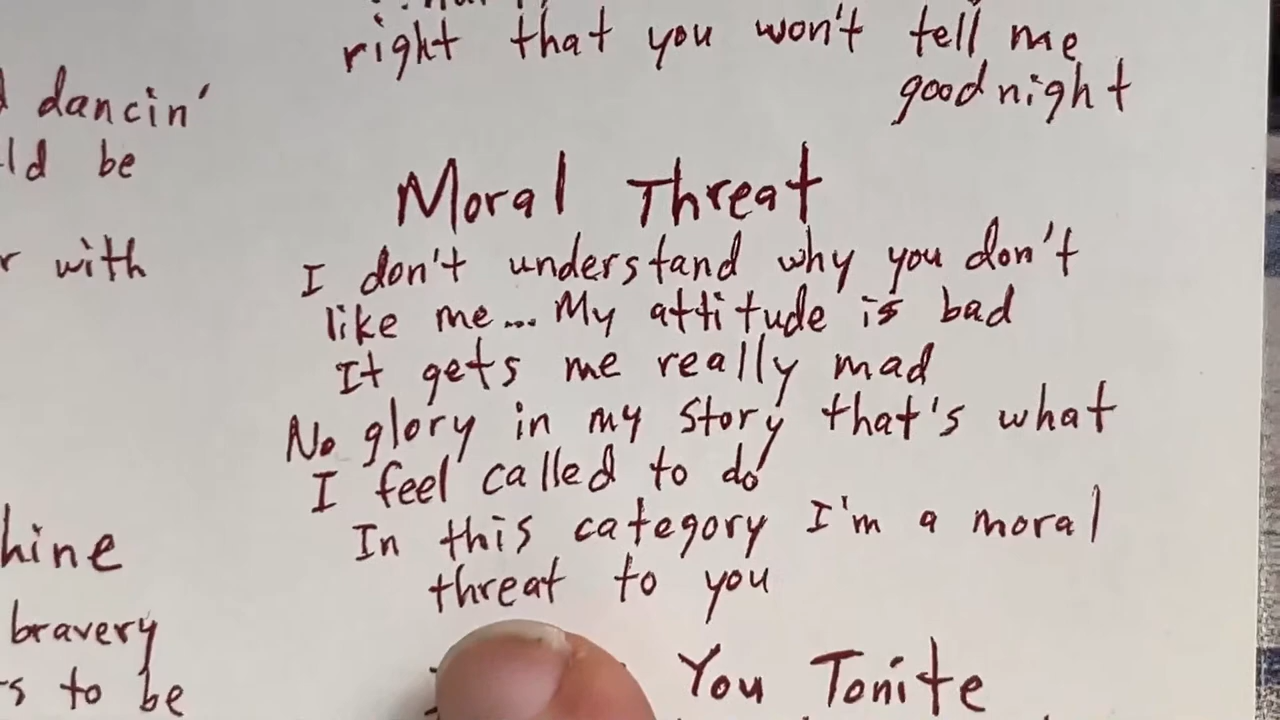 right that you won't tell me
goodnight
dancin'
be
with
hine
bravery
to be
Moral Threat
I don't understand why you don't
like me... My attitude is bad
It gets me really mad
No glory in my story that's what
I feel called to do
In this category I'm a moral
threat to you
You Tonite